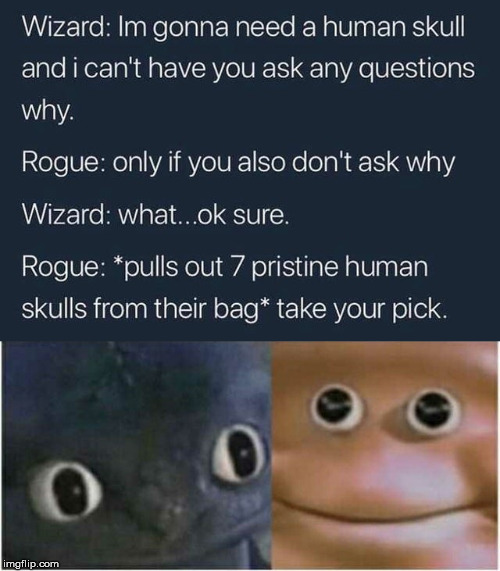 Wizard: Im gonna need a human skull
and i can't have you ask any questions
why.
Rogue: only if you also don't ask why
Wizard: what...ok sure.
Rogue: *pulls out 7 pristine human
skulls from their bag* take your pick.
imgflip.com